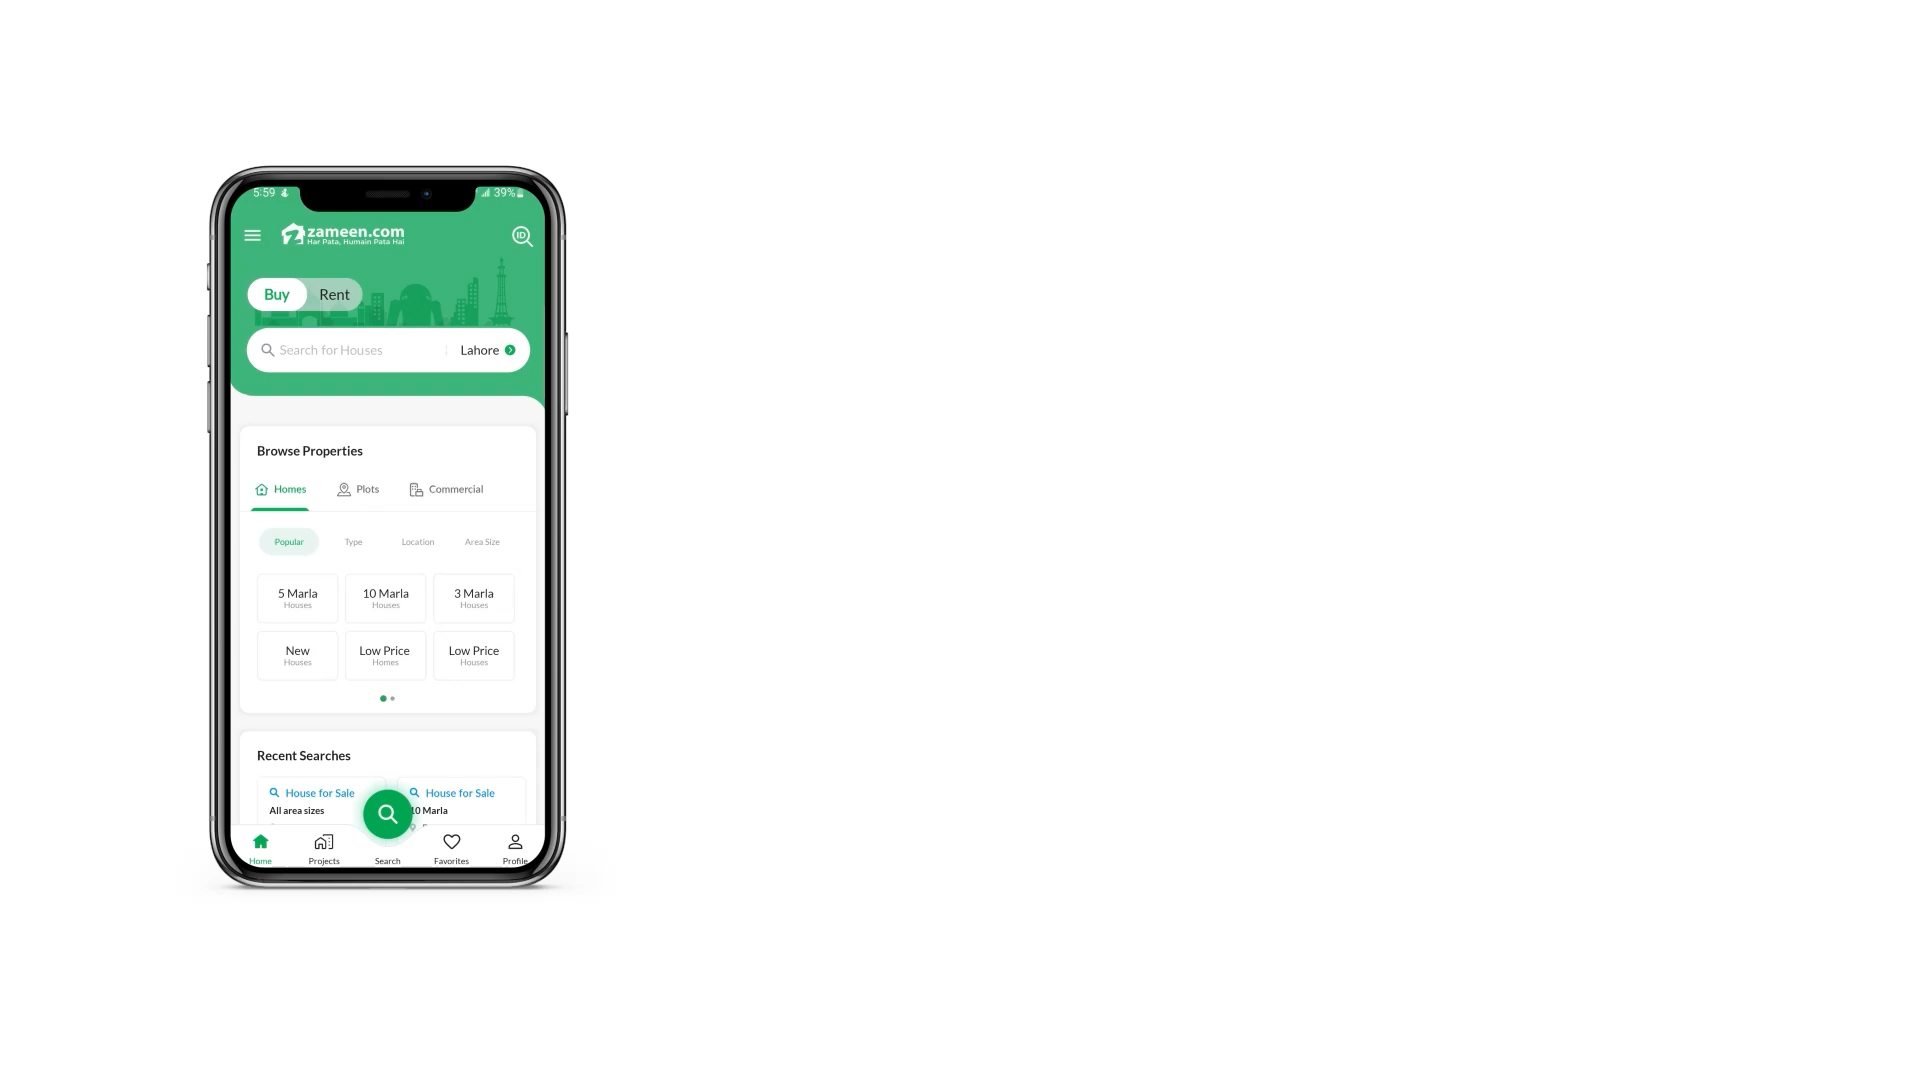 5:59
39%
zameen.com
Har Pata, Humain Pata Hai
ID
Buy Rent
Search for Houses Lahore
Browse Properties
Homes Plots Commercial
Popular Type Location Area Size
5 Marla 10 Marla 3 Marla
Houses Houses Houses
New Low Price Low Price
Houses Homes Houses
Recent Searches
House for Sale House for Sale
All area sizes 10 Marla
Home Projects Search Favorites Profile